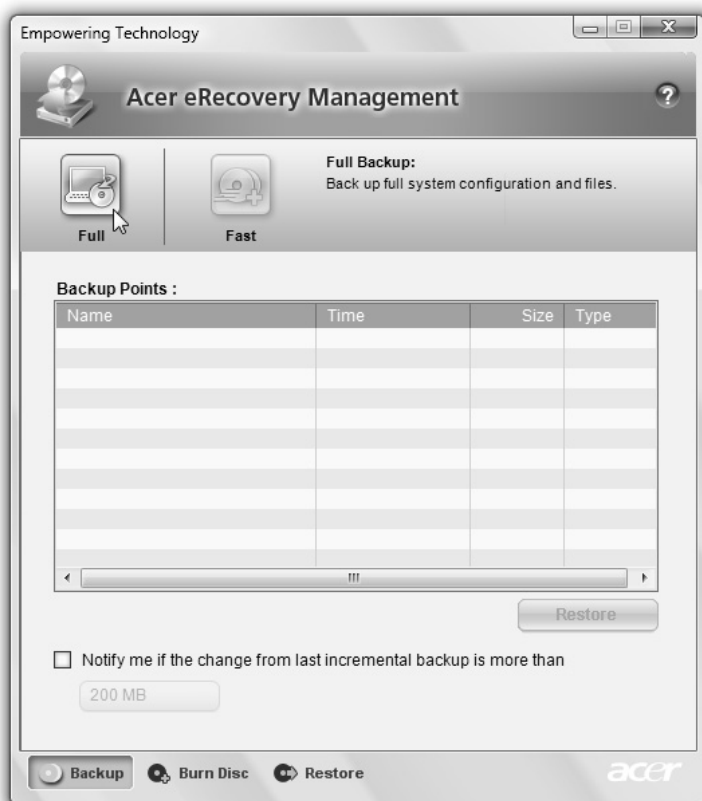 Empowering Technology
Acer eRecovery Management
?
Full Backup:
Back up full system configuration and files.
Full
Fast
Backup Points :
Name Time Size Type
Restore
Notify me if the change from last incremental backup is more than
200 MB
Backup Burn Disc Restore acer